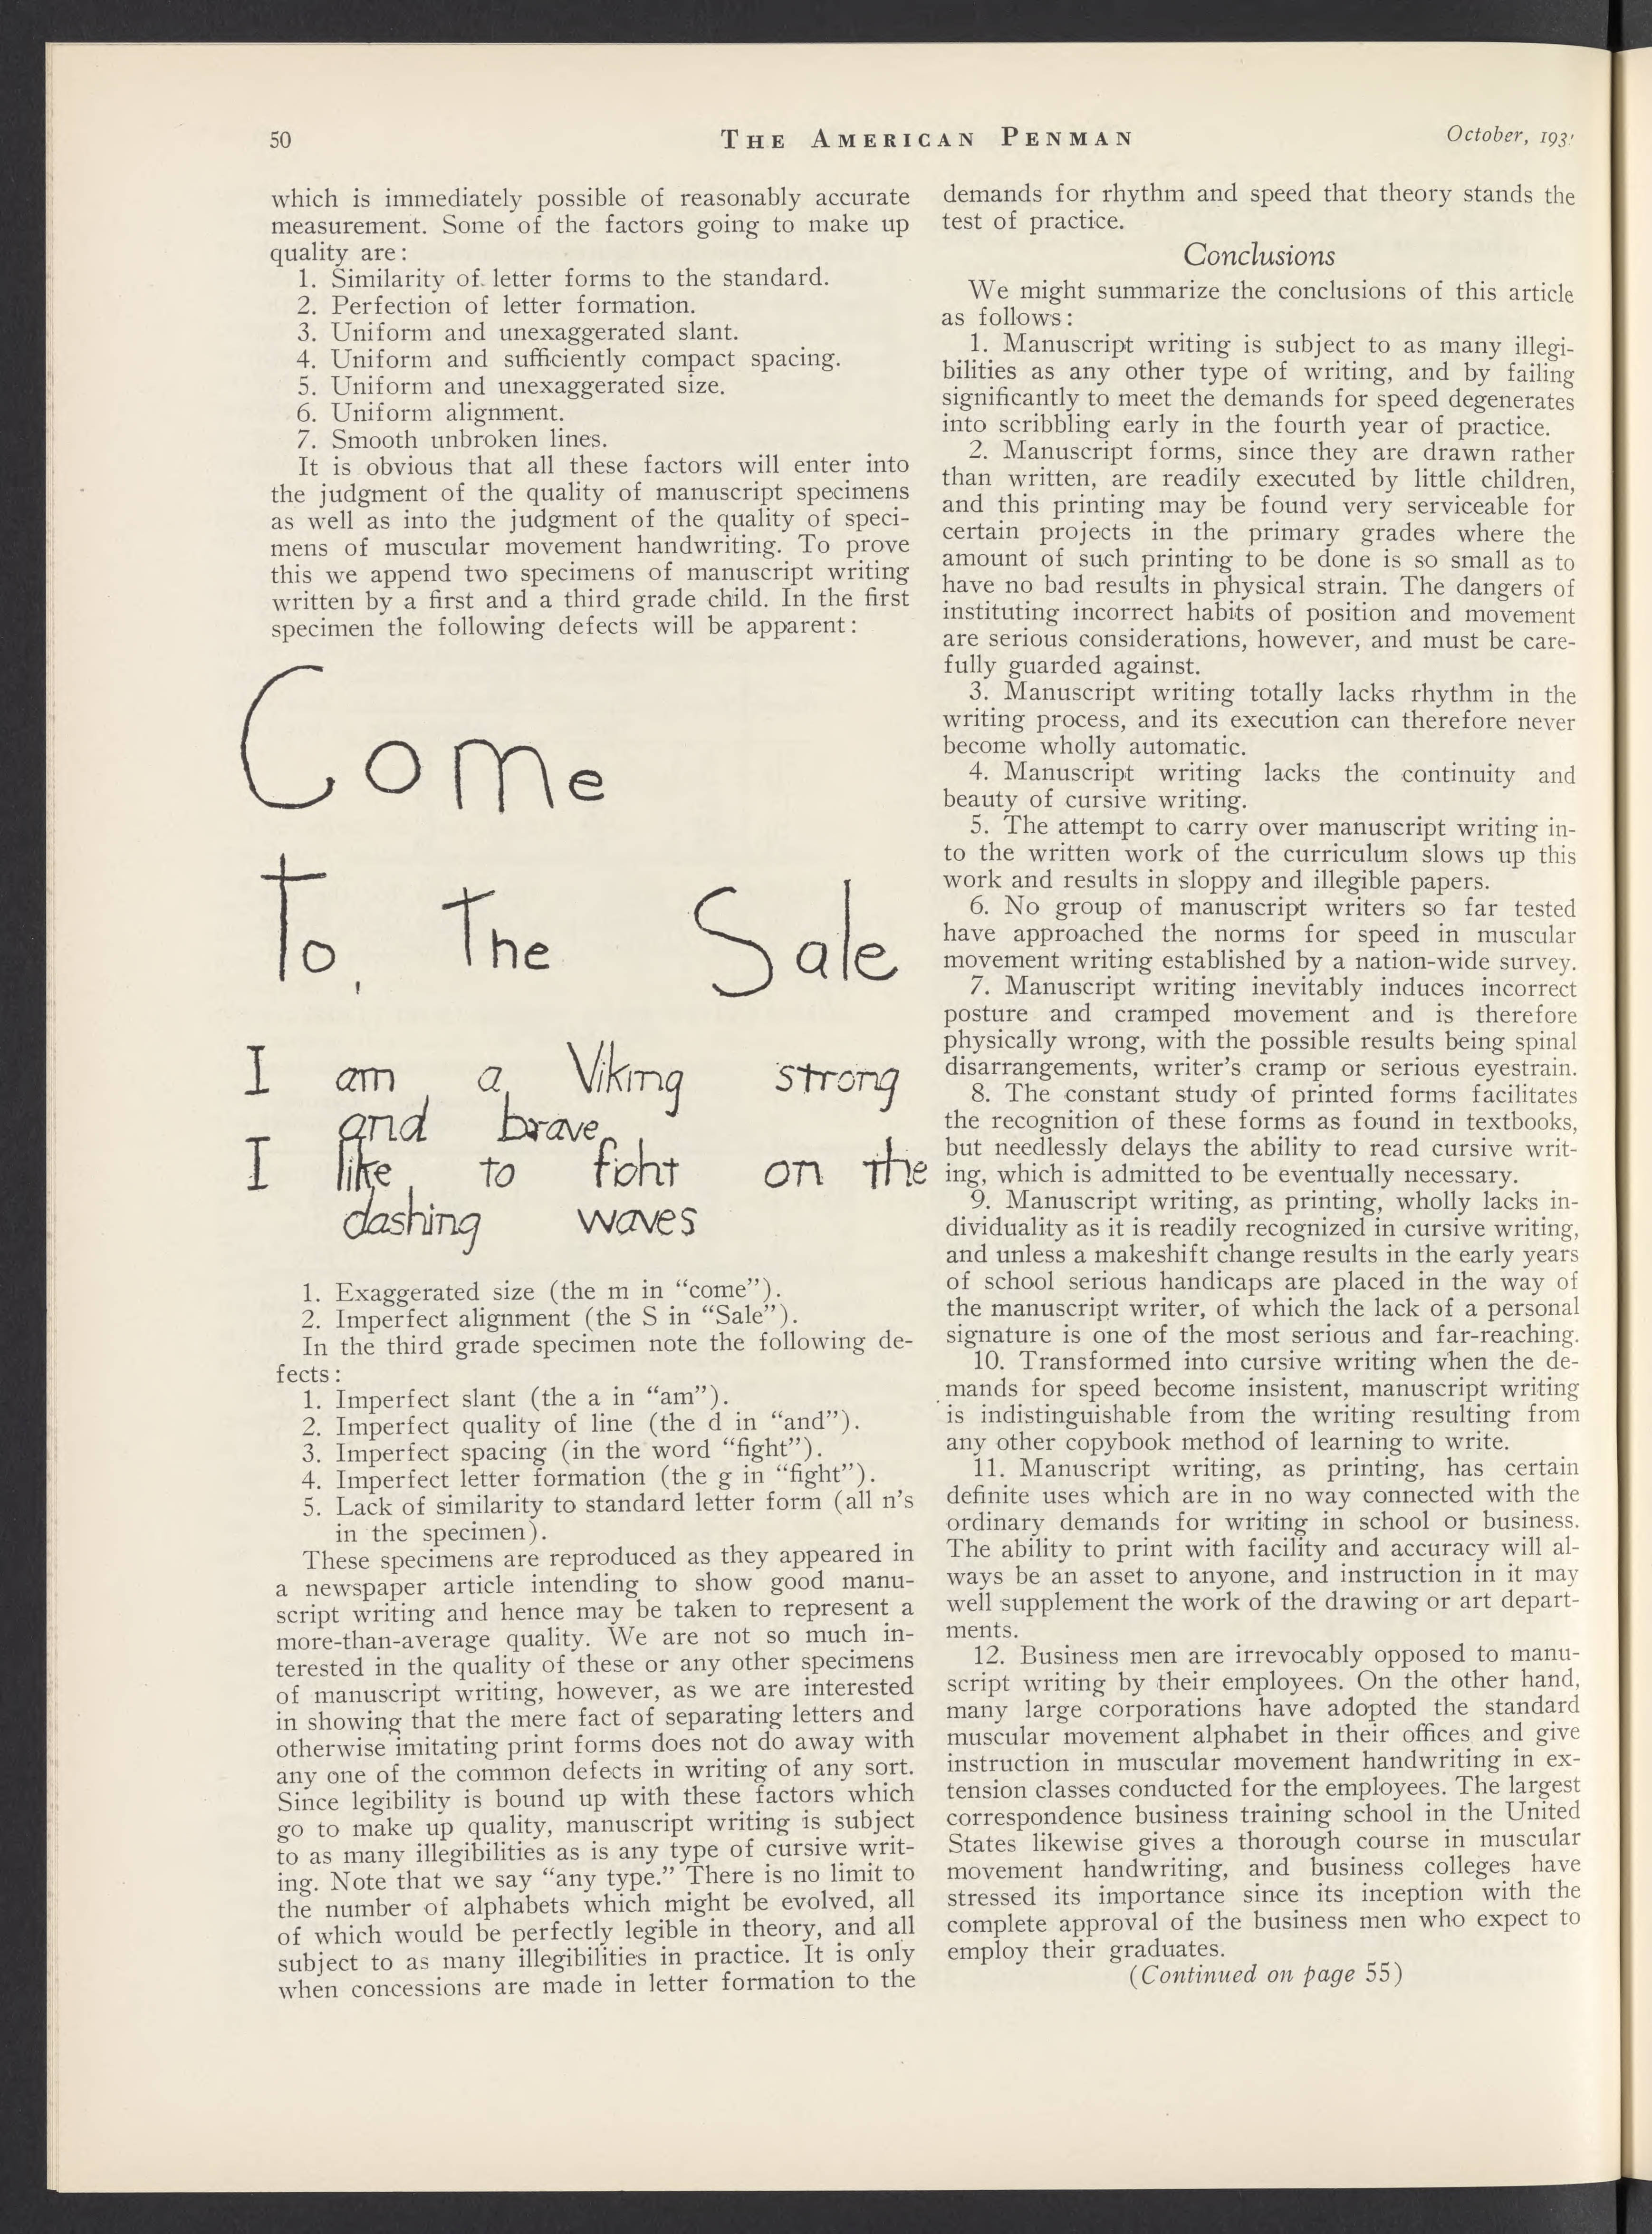 50
THE AMERICAN PENMAN
October, 193
which is immediately possible of reasonably accurate
measurement. Some of the factors going to make up
quality are:
1. Similarity of letter forms to the standard.
2. Perfection of letter formation.
3. Uniform and unexaggerated slant.
4. Uniform and sufficiently compact spacing.
5. Uniform and unexaggerated size.
6. Uniform alignment.
7. Smooth unbroken lines.
It is obvious that all these factors will enter into
the judgment of the quality of manuscript specimens
as well as into the judgment of the quality of speci-
mens of muscular movement handwriting. To prove
this we append two specimens of manuscript writing
written by a first and a third grade child. In the first
specimen the following defects will be apparent:
Come
To, The Sale
I am a Viking strong
and brave
I like to fight on the
dashing waves
1. Exaggerated size (the m in "come").
2. Imperfect alignment (the S in "Sale").
In the third grade specimen note the following de-
fects:
1. Imperfect slant (the a in "am").
2. Imperfect quality of line (the d in "and").
3. Imperfect spacing (in the word "fight").
4. Imperfect letter formation (the g in "fight").
5. Lack of similarity to standard letter form (all n's
in the specimen).
These specimens are reproduced as they appeared in
a newspaper article intending to show good manu-
script writing and hence may be taken to represent a
more-than-average quality. We are not so much in-
terested in the quality of these or any other specimens
of manuscript writing, however, as we are interested
in showing that the mere fact of separating letters and
otherwise imitating print forms does not do away with
any one of the common defects in writing of any sort.
Since legibility is bound up with these factors which
go to make up quality, manuscript writing is subject
to as many illegibilities as is any type of cursive writ-
ing. Note that we say "any type." There is no limit to
the number of alphabets which might be evolved, all
of which would be perfectly legible in theory, and all
subject to as many illegibilities in practice. It is only
when concessions are made in letter formation to the
demands for rhythm and speed that theory stands the
test of practice.
Conclusions
We might summarize the conclusions of this article
as follows:
1. Manuscript writing is subject to as many illegi-
bilities as any other type of writing, and by failing
significantly to meet the demands for speed degenerates
into scribbling early in the fourth year of practice.
2. Manuscript forms, since they are drawn rather
than written, are readily executed by little children,
and this printing may be found very serviceable for
certain projects in the primary grades where the
amount of such printing to be done is so small as to
have no bad results in physical strain. The dangers of
instituting incorrect habits of position and movement
are serious considerations, however, and must be care-
fully guarded against.
3. Manuscript writing totally lacks rhythm in the
writing process, and its execution can therefore never
become wholly automatic.
4. Manuscript writing lacks the continuity and
beauty of cursive writing.
5. The attempt to carry over manuscript writing in-
to the written work of the curriculum slows up this
work and results in sloppy and illegible papers.
6. No group of manuscript writers so far tested
have approached the norms for speed in muscular
movement writing established by a nation-wide survey.
7. Manuscript writing inevitably induces incorrect
posture and cramped movement and is therefore
physically wrong, with the possible results being spinal
disarrangements, writer's cramp or serious eyestrain.
8. The constant study of printed forms facilitates
the recognition of these forms as found in textbooks,
but needlessly delays the ability to read cursive writ-
ing, which is admitted to be eventually necessary.
9. Manuscript writing, as printing, wholly lacks in-
dividuality as it is readily recognized in cursive writing,
and unless a makeshift change results in the early years
of school serious handicaps are placed in the way of
the manuscript writer, of which the lack of a personal
signature is one of the most serious and far-reaching.
10. Transformed into cursive writing when the de-
mands for speed become insistent, manuscript writing
is indistinguishable from the writing resulting from
any other copybook method of learning to write.
11. Manuscript writing, as printing, has certain
definite uses which are in no way connected with the
ordinary demands for writing in school or business.
The ability to print with facility and accuracy will al-
ways be an asset to anyone, and instruction in it may
well supplement the work of the drawing or art depart-
ments.
12. Business men are irrevocably opposed to manu-
script writing by their employees. On the other hand,
many large corporations have adopted the standard
muscular movement alphabet in their offices and give
instruction in muscular movement handwriting in ex-
tension classes conducted for the employees. The largest
correspondence business training school in the United
States likewise gives a thorough course in muscular
movement handwriting, and business colleges have
stressed its importance since its inception with the
complete approval of the business men who expect to
employ their graduates.
(Continued on page 55)